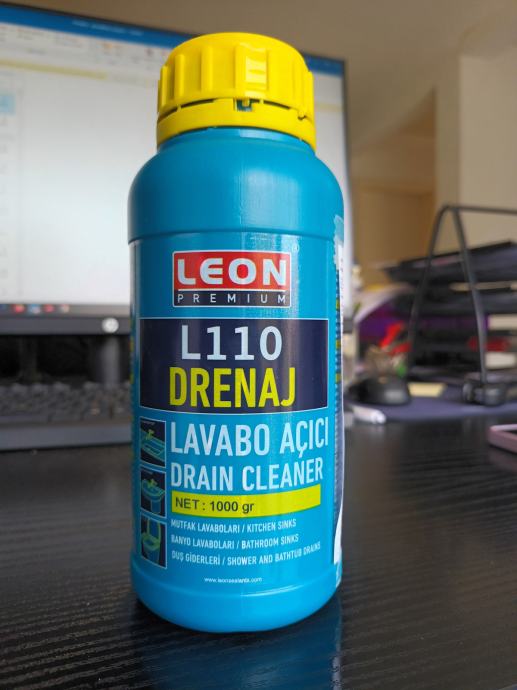 LEON
®
PREMIUM
L110
DRENAJ
LAVABO AÇICI
DRAIN CLEANER
NET : 1000 gr
MUTFAK LAVABOLARI / KITCHEN SINKS
BANYO LAVABOLARI / BATHROOM SINKS
DUŞ GİDERLERİ / SHOWER AND BATHTUB DRAINS
www.leonsealants.com